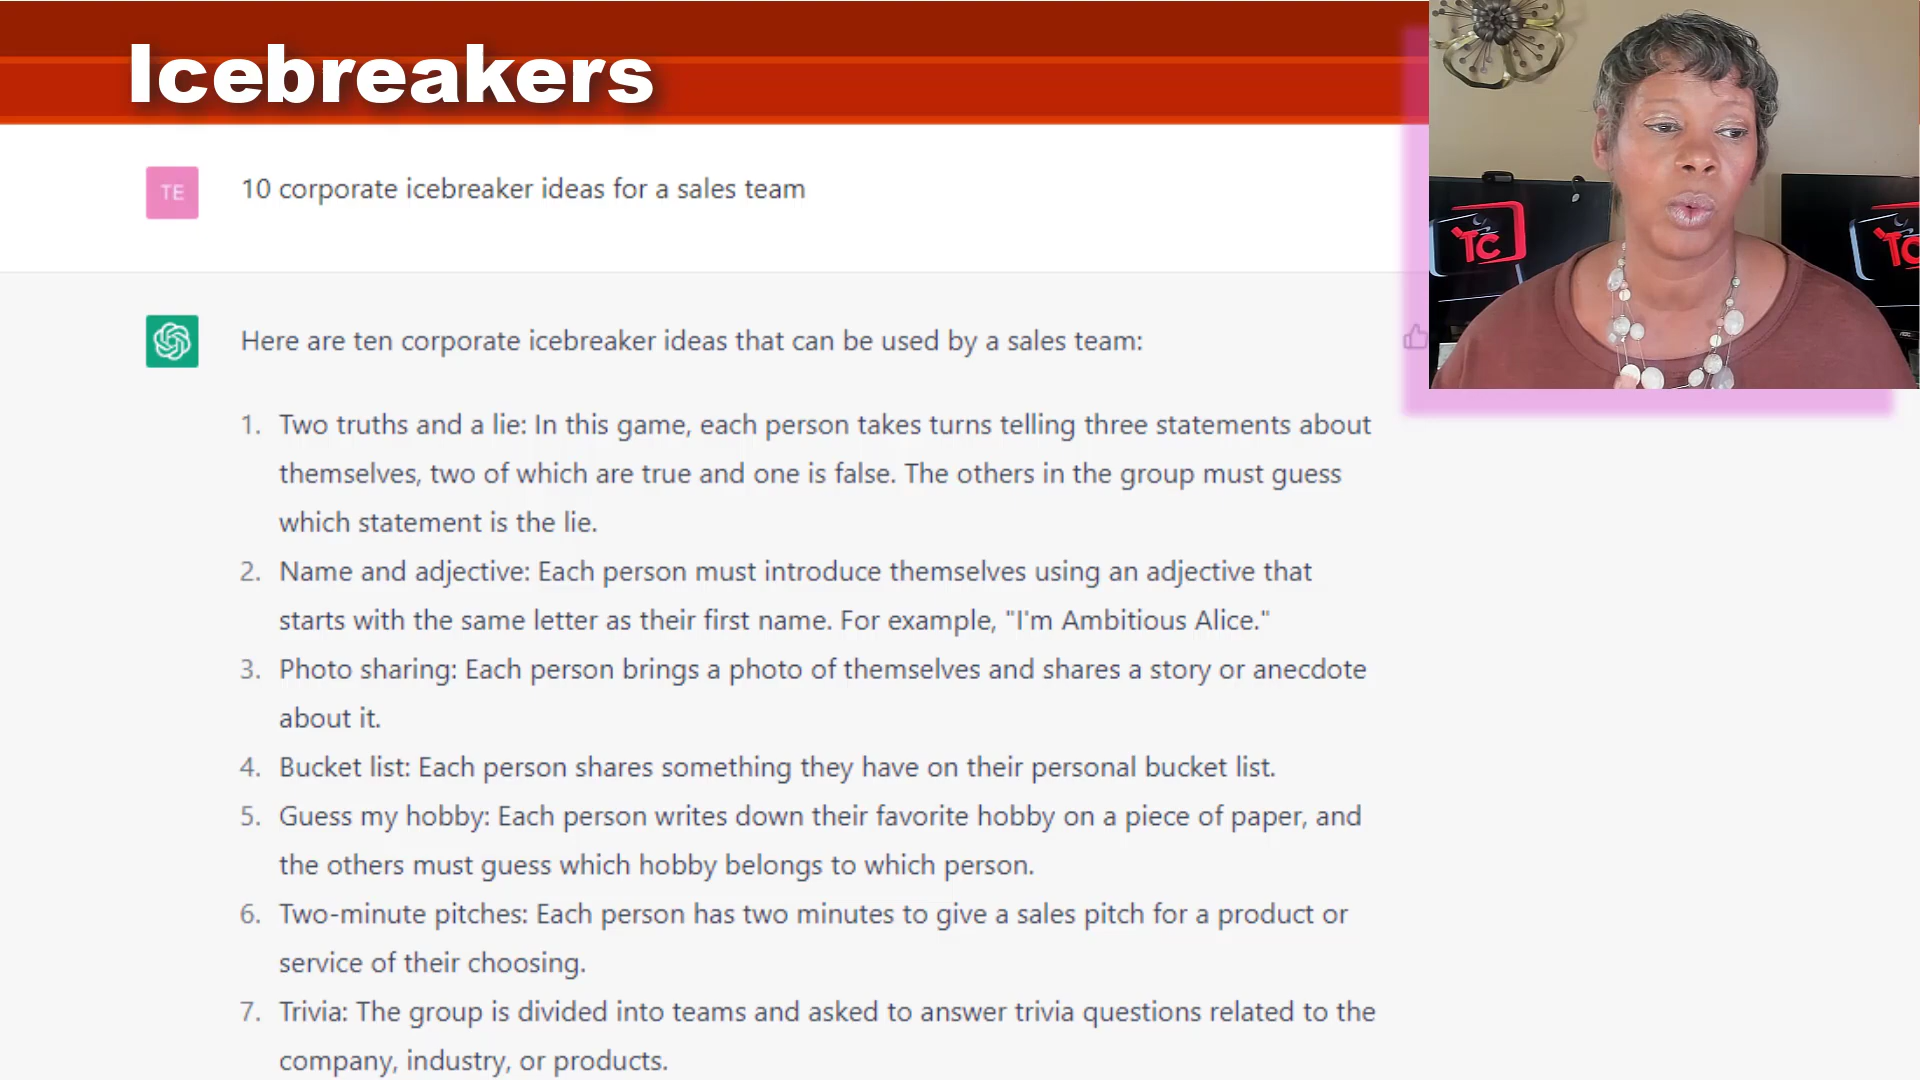 Icebreakers
TE
10 corporate icebreaker ideas for a sales team
Here are ten corporate icebreaker ideas that can be used by a sales team:
1. Two truths and a lie: In this game, each person takes turns telling three statements about
themselves, two of which are true and one is false. The others in the group must guess
which statement is the lie.
2. Name and adjective: Each person must introduce themselves using an adjective that
starts with the same letter as their first name. For example, "I'm Ambitious Alice."
3. Photo sharing: Each person brings a photo of themselves and shares a story or anecdote
about it.
4. Bucket list: Each person shares something they have on their personal bucket list.
5. Guess my hobby: Each person writes down their favorite hobby on a piece of paper, and
the others must guess which hobby belongs to which person.
6. Two-minute pitches: Each person has two minutes to give a sales pitch for a product or
service of their choosing.
7. Trivia: The group is divided into teams and asked to answer trivia questions related to the
company, industry, or products.
TC
TC